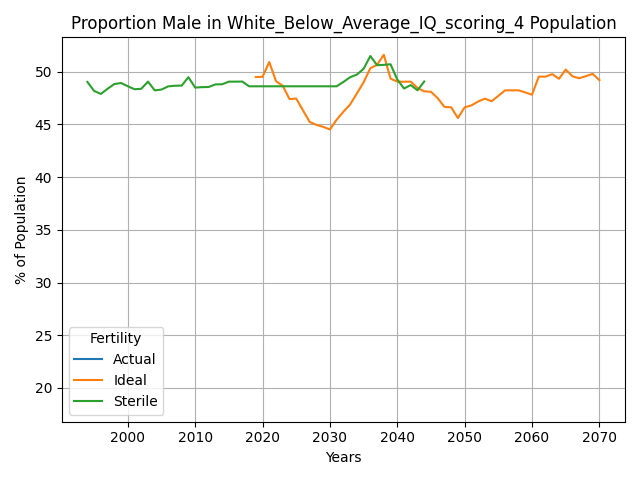 Proportion Male in White_Below_Average_IQ_scoring_4 Population
% of Population
50
45
40
35
30
25
20
Fertility
Actual
Ideal
Sterile
2000 2010 2020 2030 2040 2050 2060 2070
Years